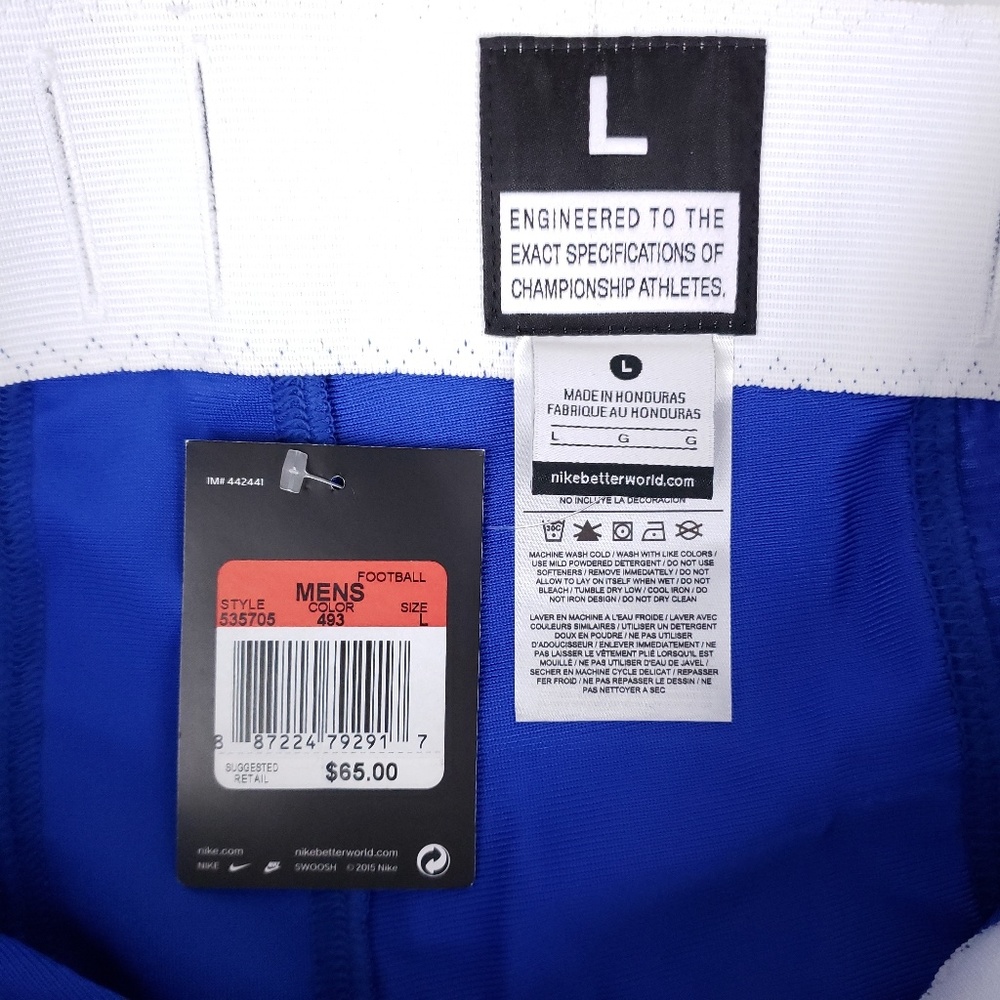 L
ENGINEERED TO THE
EXACT SPECIFICATIONS OF
CHAMPIONSHIP ATHLETES.
L
MADE IN HONDURAS
FABRIQUE AU HONDURAS
L G G
nikebetterworld.com
NO INCLUYE LA DECORACION
30C
MACHINE WASH COLD / WASH WITH LIKE COLORS /
USE MILD POWDERED DETERGENT / DO NOT USE
SOFTENERS / REMOVE IMMEDIATELY / DO NOT
ALLOW TO LAY ON ITSELF WHEN WET / DO NOT
BLEACH / TUMBLE DRY LOW / COOL IRON / DO
NOT IRON DESIGN / DO NOT DRY CLEAN
LAVER EN MACHINE A L'EAU FROIDE / LAVER AVEC
COULEURS SIMILAIRES / UTILISER UN DETERGENT
DOUX EN POUDRE / NE PAS UTILISER
D'ADOUCISSEUR / ENLEVER IMMEDIATEMENT / NE
PAS LAISSER LE VÊTEMENT PLIÉ LORSQU'IL EST
MOUILLÉ / NE PAS UTILISER D'EAU DE JAVEL /
SECHER EN MACHINE CYCLE DELICAT / REPASSER
FER FROID / NE PAS REPASSER LE DESSIN / NE
PAS NETTOYER A SEC
IM# 442441
FOOTBALL
MENS
STYLE COLOR SIZE
535705 493 L
8 87224 79291 7
SUGGESTED
RETAIL $65.00
nike.com nikebetterworld.com
NIKE SWOOSH © 2015 Nike